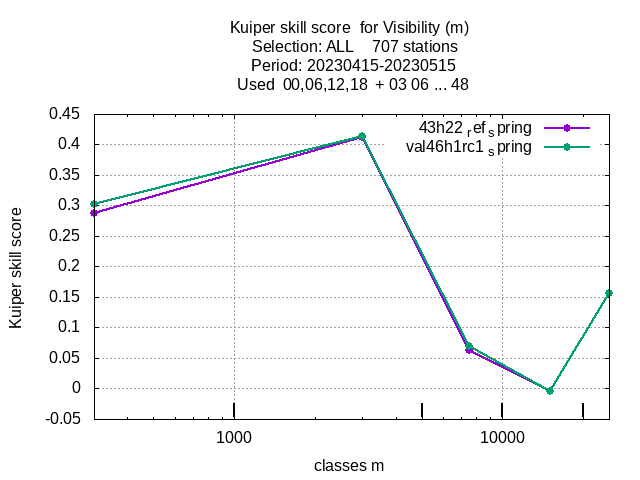 Kuiper skill score  for Visibility (m)
Selection: ALL    707 stations
Period: 20230415-20230515
Used  00,06,12,18  + 03 06 ... 48
43h22 ref spring
val46h1rc1 spring
0.45
0.4
0.35
0.3
0.25
0.2
0.15
0.1
0.05
0
-0.05
Kuiper skill score
1000 10000
classes m